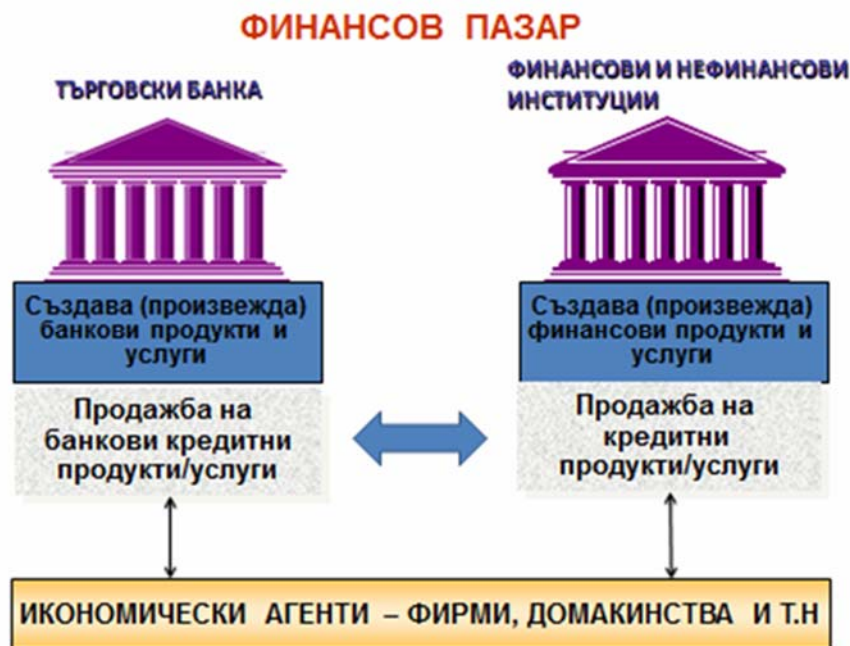 ФИНАНСОВ ПАЗАР
ТЪРГОВСКИ БАНКА
ФИНАНСОВИ И НЕФИНАНСОВИ
ИНСТИТУЦИИ
Създава (произвежда)
банкови продукти и
услуги
Създава (произвежда)
финансови продукти и
услуги
Продажба на
банкови кредитни
продукти/услуги
Продажба на
кредитни
продукти/услуги
ИКОНОМИЧЕСКИ АГЕНТИ – ФИРМИ, ДОМАКИНСТВА И Т.Н